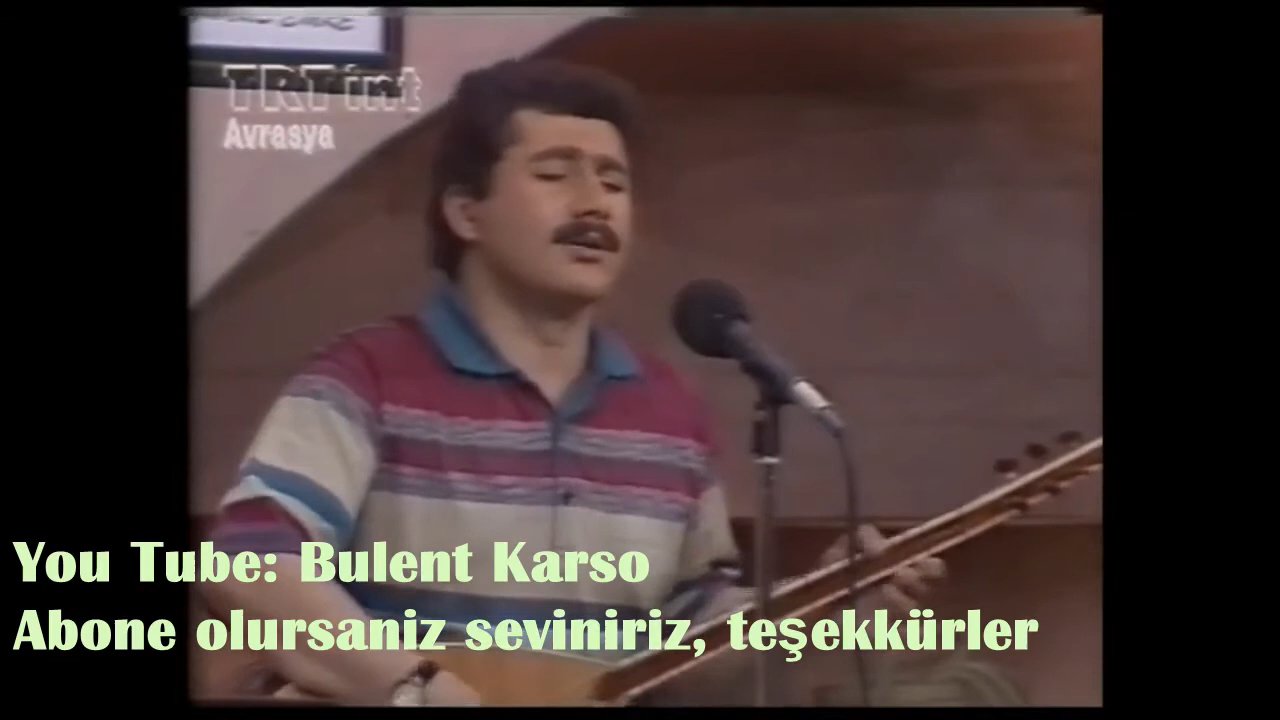 TRT int
Avrasya
You Tube: Bulent Karso
Abone olursaniz seviniriz, teşekkürler